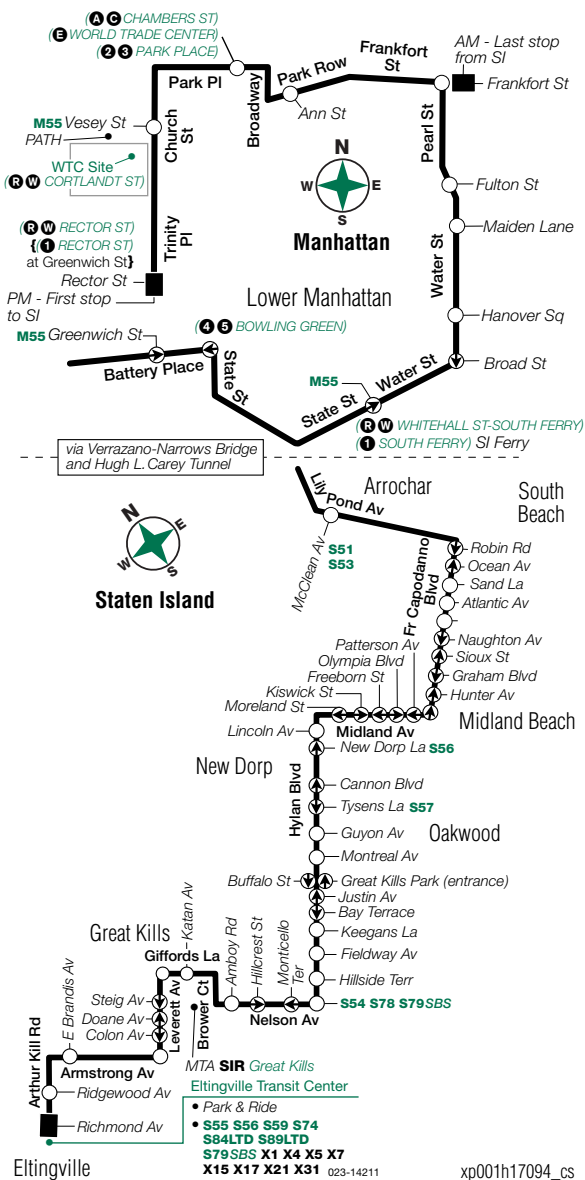 (A C CHAMBERS ST)
(E WORLD TRADE CENTER)
(2 3 PARK PLACE)
Park Pl
Broadway
Park Row
Ann St
Frankfort
St
AM - Last stop
from SI
Frankfort St
M55 Vesey St
PATH
Church
St
WTC Site
(R W CORTLANDT ST)
Pearl St
N
W E
S
Manhattan
Fulton St
Maiden Lane
(R W RECTOR ST)
{(1 RECTOR ST)
at Greenwich St}
Trinity
Pl
Rector St
PM - First stop
to SI
Water St
Lower Manhattan
Hanover Sq
M55 Greenwich St
(4 5 BOWLING GREEN)
Battery Place
State St
Broad St
M55
State St
Water St
(R W WHITEHALL ST-SOUTH FERRY)
(1 SOUTH FERRY) SI Ferry
via Verrazano-Narrows Bridge
and Hugh L. Carey Tunnel
Lily Pond Av
Arrochar
South
Beach
N
W E
S
Staten Island
McClean Av
S51
S53
Fr Capodanno
Blvd
Robin Rd
Ocean Av
Sand La
Atlantic Av
Naughton Av
Sioux St
Graham Blvd
Hunter Av
Patterson Av
Olympia Blvd
Freeborn St
Kiswick St
Moreland St
Midland Av
Midland Beach
Lincoln Av
New Dorp La S56
New Dorp
Hylan Blvd
Cannon Blvd
Tysens La S57
Guyon Av
Oakwood
Montreal Av
Buffalo St
Great Kills Park (entrance)
Justin Av
Bay Terrace
Keegans La
Fieldway Av
Hillside Terr
S54 S78 S79SBS
Great Kills
Katan Av
Giffords La
Amboy Rd
Hillcrest St
Monticello
Ter
Nelson Av
Brower Ct
Leverett Av
Steig Av
Doane Av
Colon Av
E Brandis Av
MTA SIR Great Kills
Armstrong Av
Arthur Kill Rd
Ridgewood Av
Richmond Av
Eltingville Transit Center
• Park & Ride
• S55 S56 S59 S74
S84LTD S89LTD
S79SBS X1 X4 X5 X7
X15 X17 X21 X31 023-14211
Eltingville
xp001h17094_cs